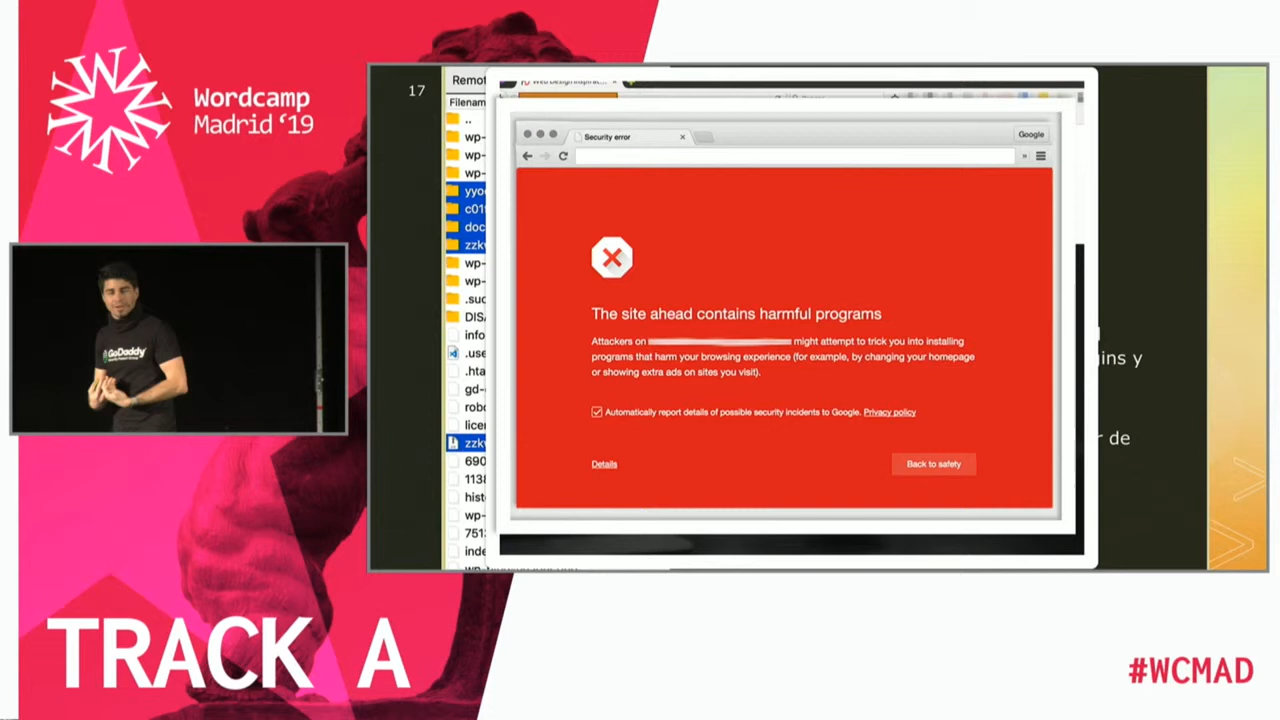 Wordcamp
Madrid '19
17
Remot
Filenam
..
wp-
wp-
wp-
c01
doc
zzk
wp-
wp-
.suc
DIS
info
.use
.hta
gd-
robo
licen
zzk
690
1138
hist
wp-
751
inde
Security error
Google
The site ahead contains harmful programs
Attackers on might attempt to trick you into installing
programs that harm your browsing experience (for example, by changing your homepage
or showing extra ads on sites you visit).
Automatically report details of possible security incidents to Google. Privacy policy
Details
Back to safety
ins y
r de
GoDaddy
TRACK A
#WCMAD